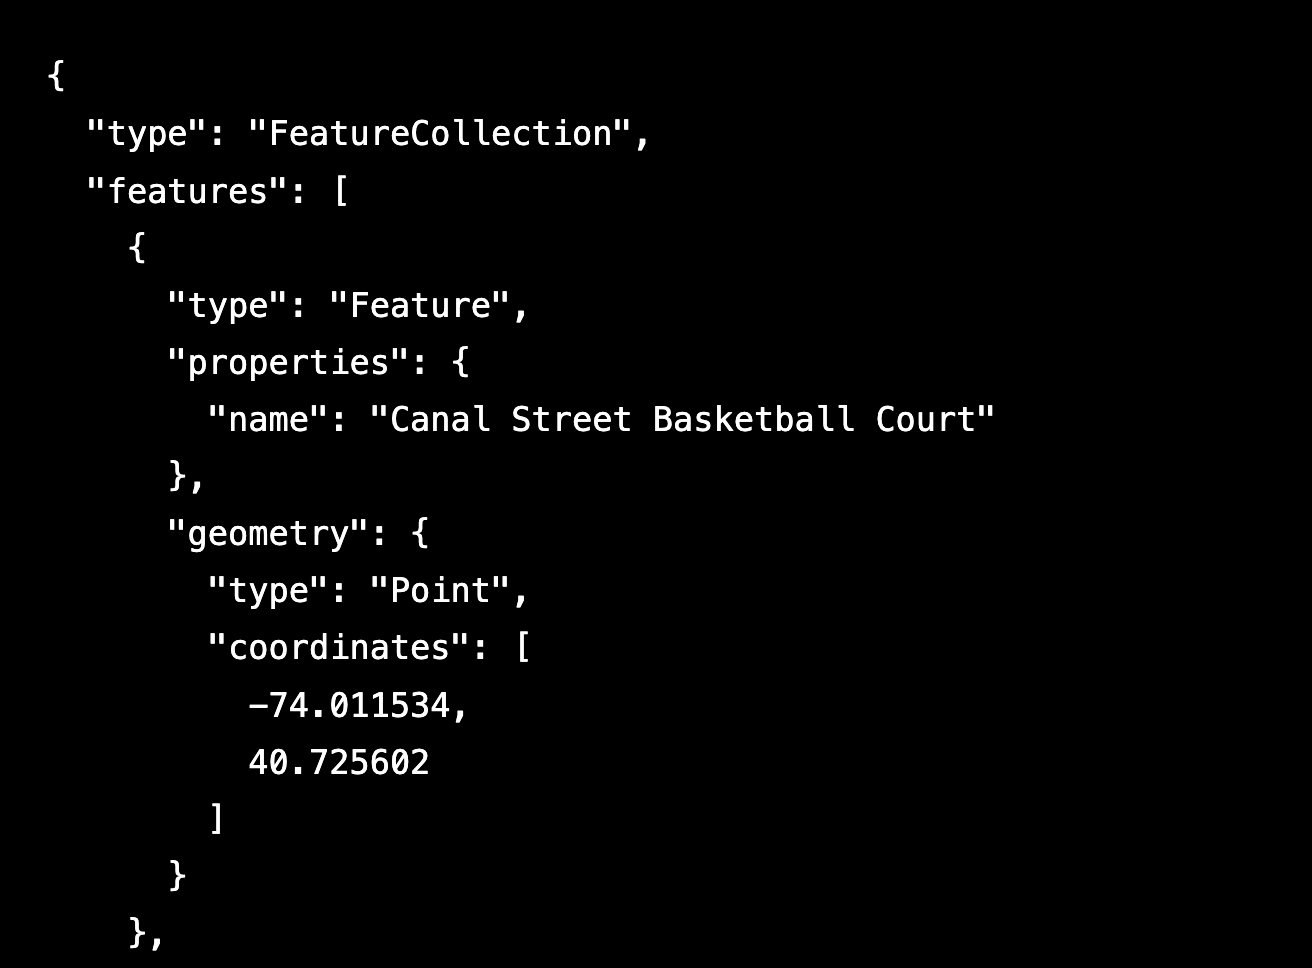 {
  "type": "FeatureCollection",
  "features": [
    {
      "type": "Feature",
      "properties": {
        "name": "Canal Street Basketball Court"
      },
      "geometry": {
        "type": "Point",
        "coordinates": [
          -74.011534,
          40.725602
        ]
      }
    },